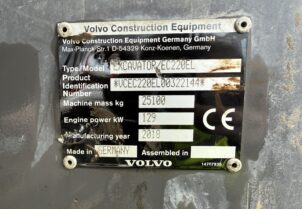 Volvo Construction Equipment
Volvo Construction Equipment Germany GmbH
Max-Planck Str.1 D-54329 Konz-Koenen, Germany
Type / Model EXCAVATOR/EC220EL
Product
Identification *VCEC220EL00322144*
Number
Machine mass kg 25100
Engine power kW 129
Manufacturing year 2018
CE
Made in GERMANY Assembled in
VOLVO